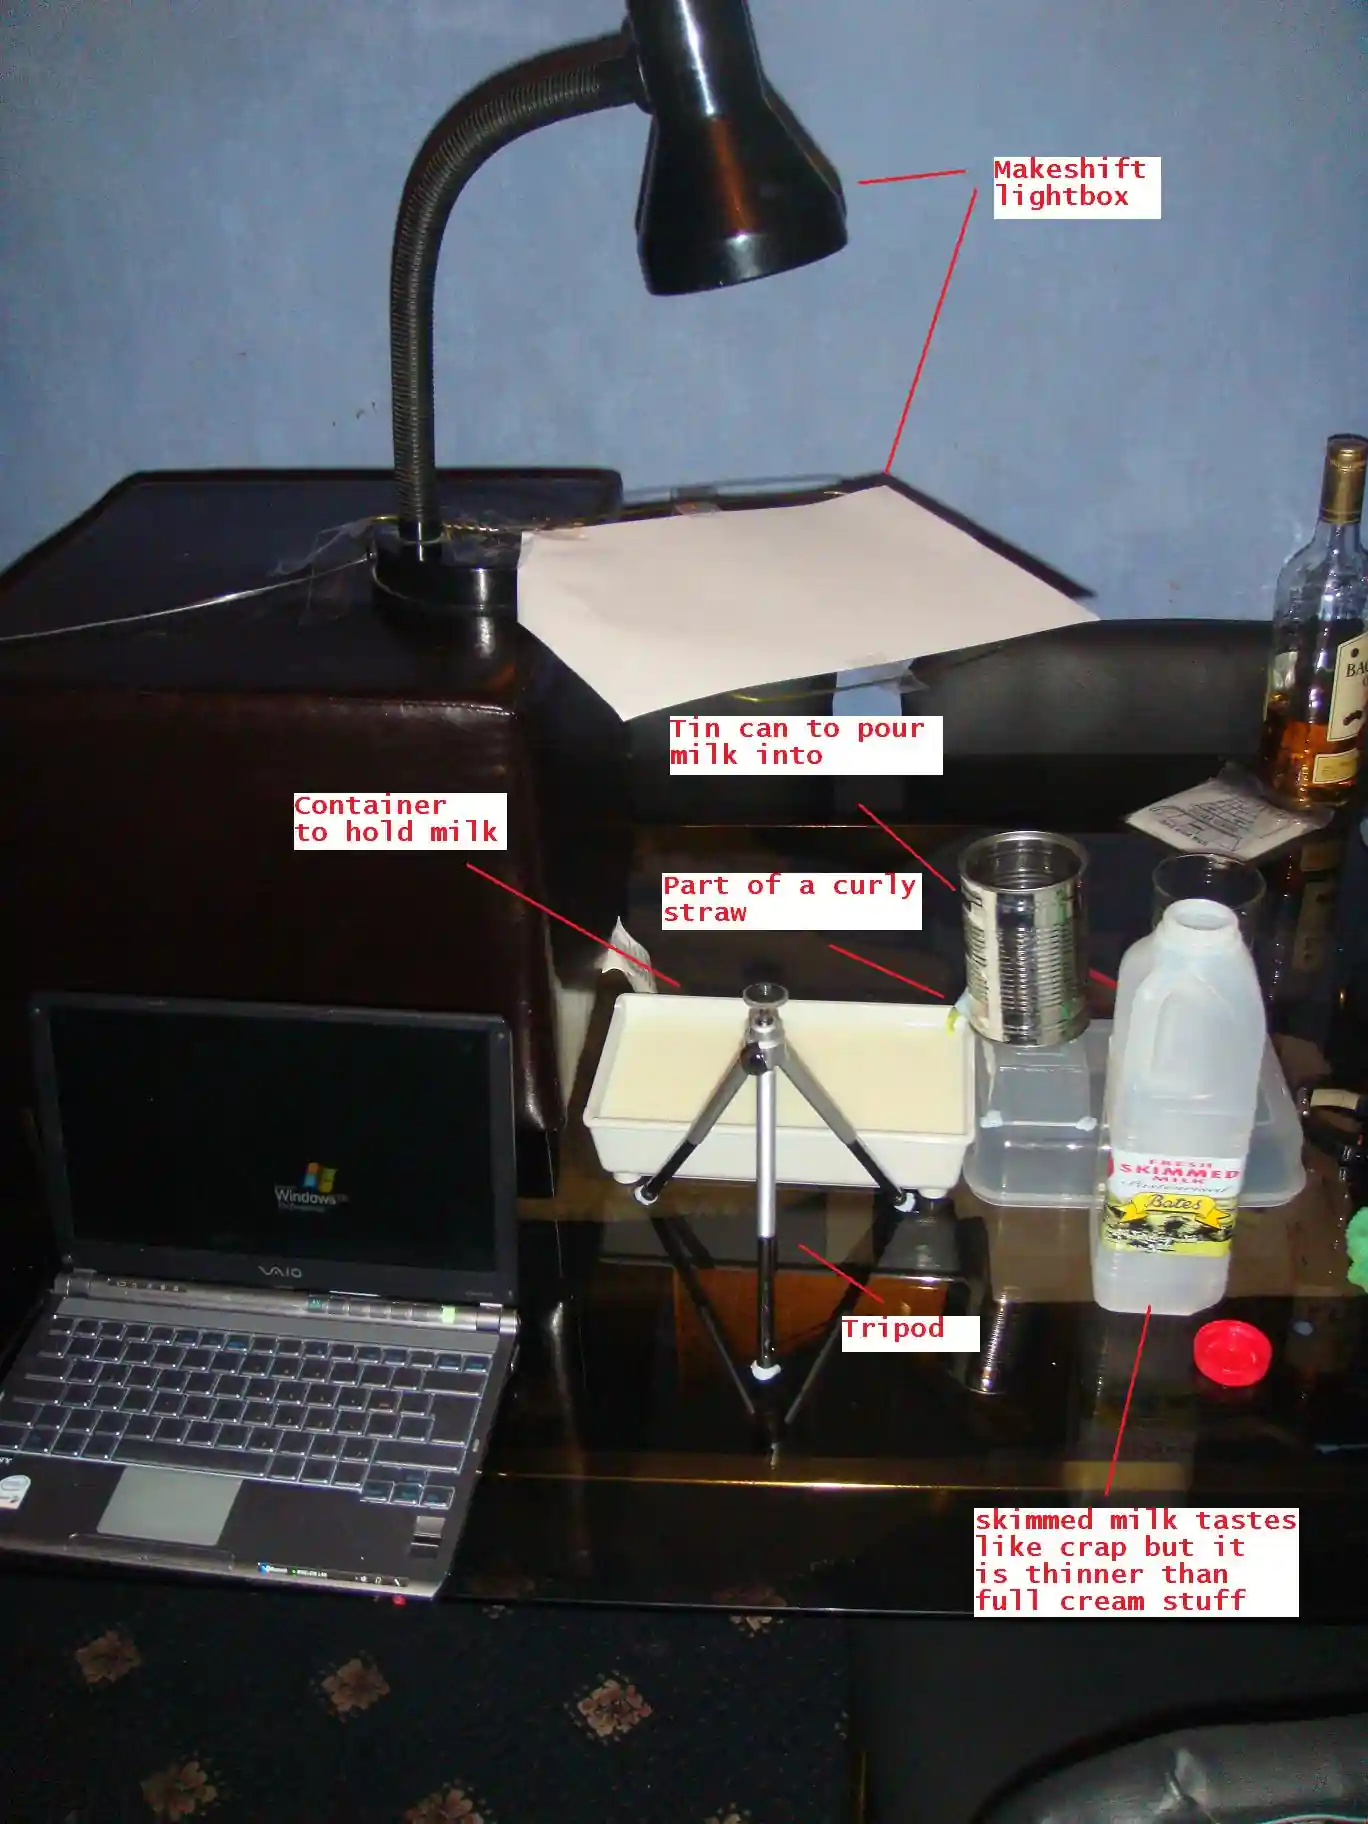 Makeshift
lightbox
Tin can to pour
milk into
Container
to hold milk
Part of a curly
straw
Windows
VAIO
FRESH
SKIMMED
MILK
Bates
Tripod
skimmed milk tastes
like crap but it
is thinner than
full cream stuff